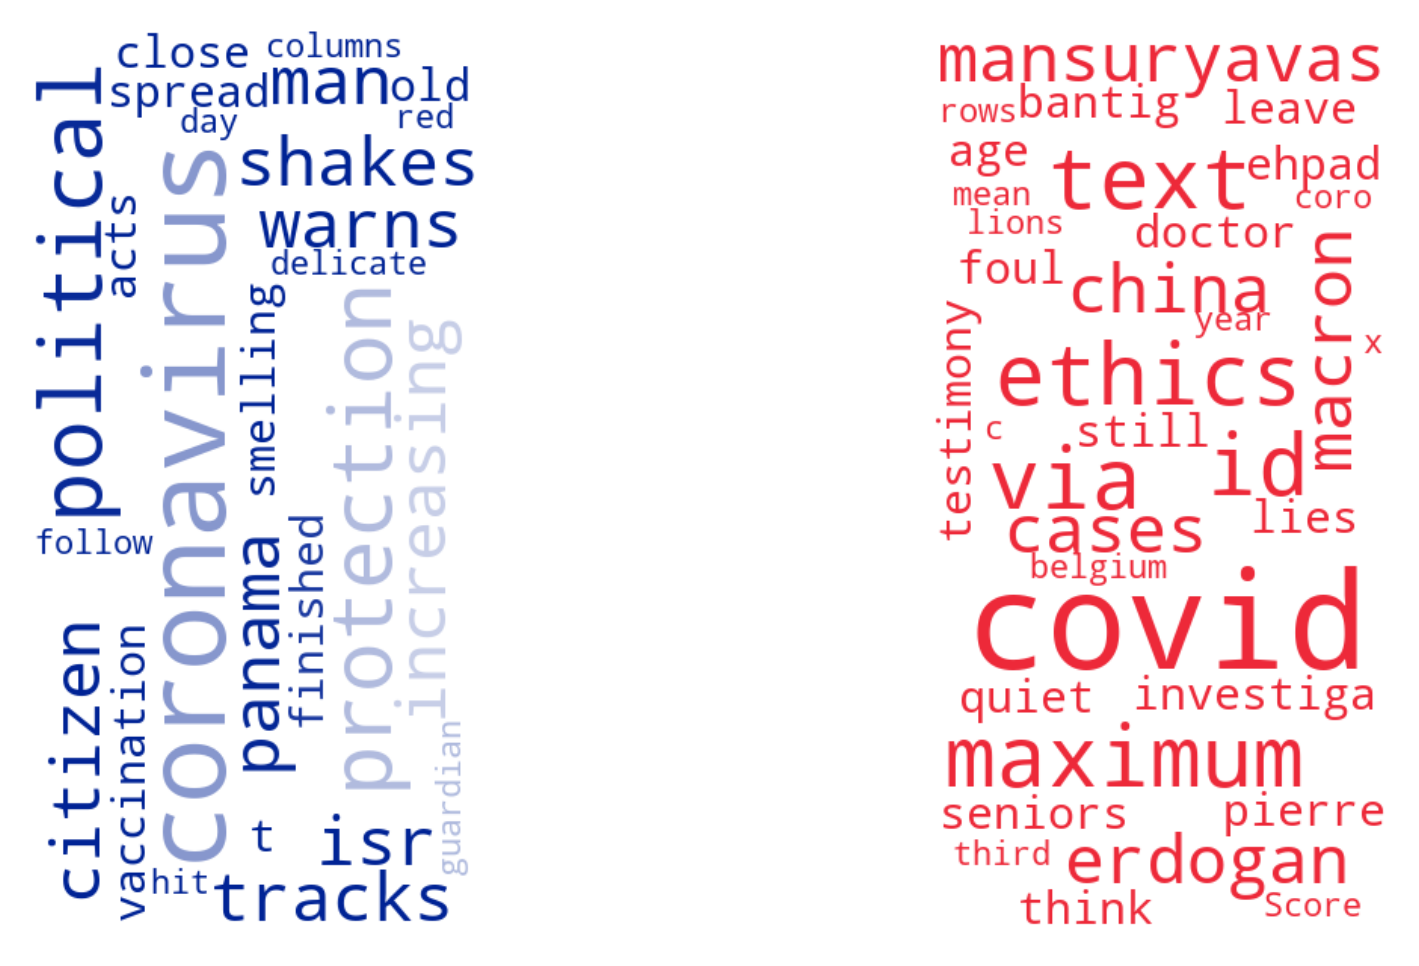 close
columns
spread
man
old
day
red
political
acts
coronavirus
shakes
warns
delicate
smelling
protection
increasing
follow
panama
finished
citizen
vaccination
guardian
t
isr
hit
tracks
mansuryavas
rows
bantig
leave
age
text
ehpad
mean
coro
lions
doctor
foul
china
year
macron
x
testimony
ethics
c
still
via
id
cases
lies
belgium
covid
quiet
investiga
maximum
seniors
pierre
third
erdogan
think
Score